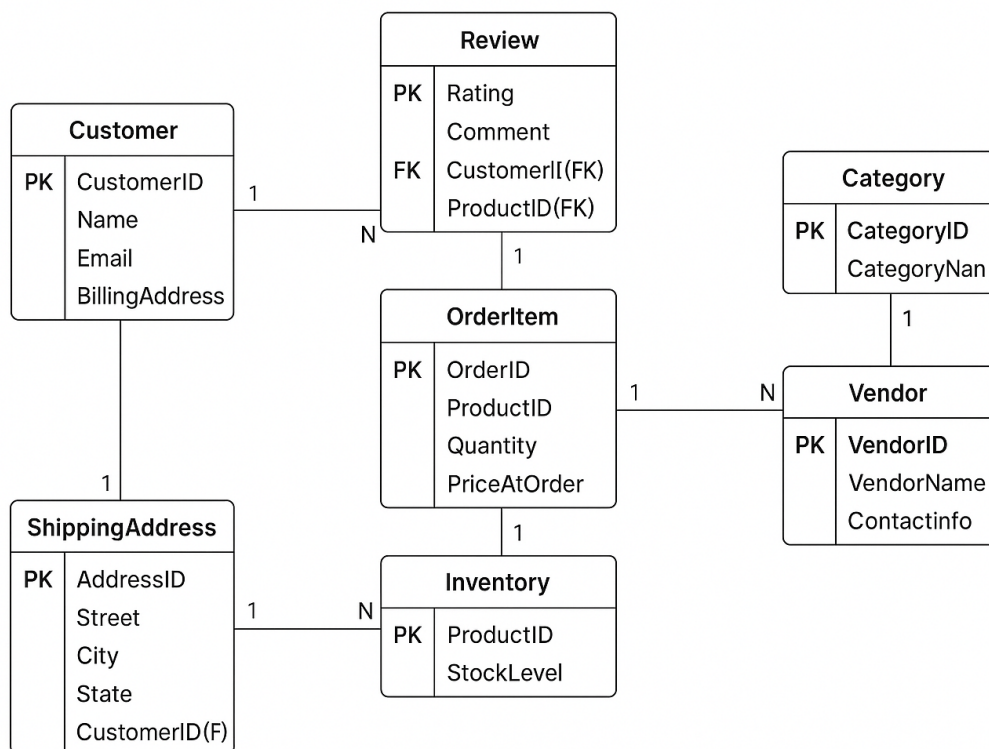 Review
PK Rating
Comment
FK CustomerI[(FK)
ProductID(FK)
Customer
PK CustomerID
Name
Email
BillingAddress
1
N
1
Category
PK CategoryID
CategoryNan
1
OrderItem
PK OrderID
ProductID
Quantity
PriceAtOrder
1
N
Vendor
PK VendorID
VendorName
Contactinfo
1
1
ShippingAddress
PK AddressID
Street
City
State
CustomerID(F)
1
N
Inventory
PK ProductID
StockLevel